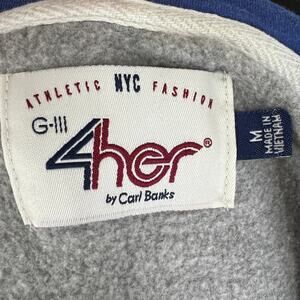 ATHLETIC NYC FASHION
G-III
4her®
by Carl Banks
M
MADE IN
VIETNAM